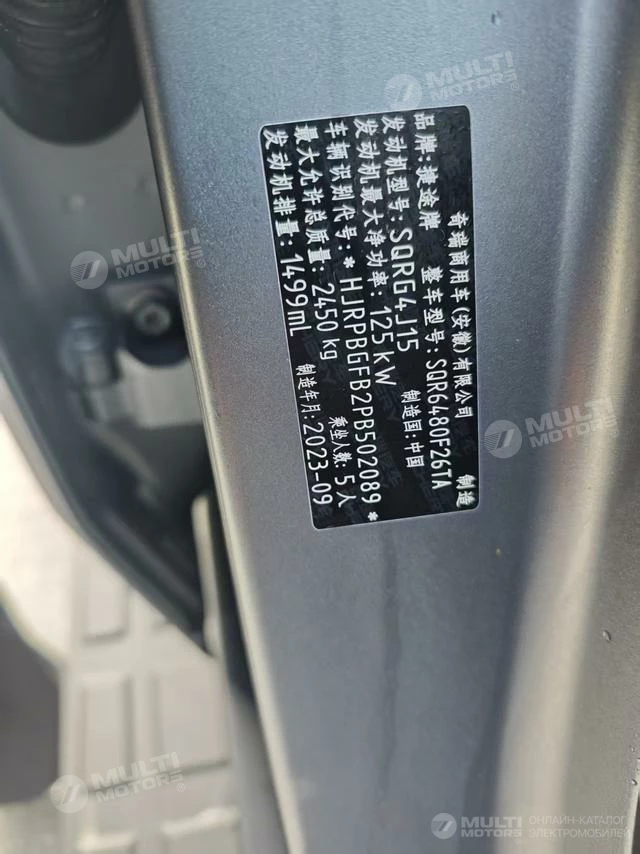 奇瑞商用车(安徽)有限公司 制造
品牌:捷途牌 整车型号:SQR6480F26TA
发动机型号:SQRG4J15 制造国:中国
发动机最大净功率:125kW
车辆识别代号:*HJRPBGFB2PB502089*
最大允许总质量:2450kg 乘坐人数:5人
发动机排量:1499mL 制造年月:2023-09
MULTI
MOTORS
MULTI
MOTORS
MULTI
MOTORS
MULTI
MOTORS
MULTI
MOTORS
ОНЛАЙН-КАТАЛОГ
ЭЛЕКТРОМОБИЛЕЙ